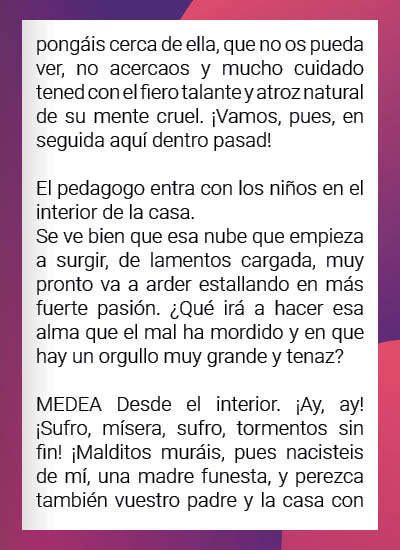 pongáis cerca de ella, que no os pueda
ver, no acercaos y mucho cuidado
tened con el fiero talante y atroz natural
de su mente cruel. ¡Vamos, pues, en
seguida aquí dentro pasad!
El pedagogo entra con los niños en el
interior de la casa.
Se ve bien que esa nube que empieza
a surgir, de lamentos cargada, muy
pronto va a arder estallando en más
fuerte pasión. ¿Qué irá a hacer esa
alma que el mal ha mordido y en que
hay un orgullo muy grande y tenaz?
MEDEA Desde el interior. ¡Ay, ay!
¡Sufro, mísera, sufro, tormentos sin
fin! ¡Malditos muráis, pues nacisteis
de mí, una madre funesta, y perezca
también vuestro padre y la casa con